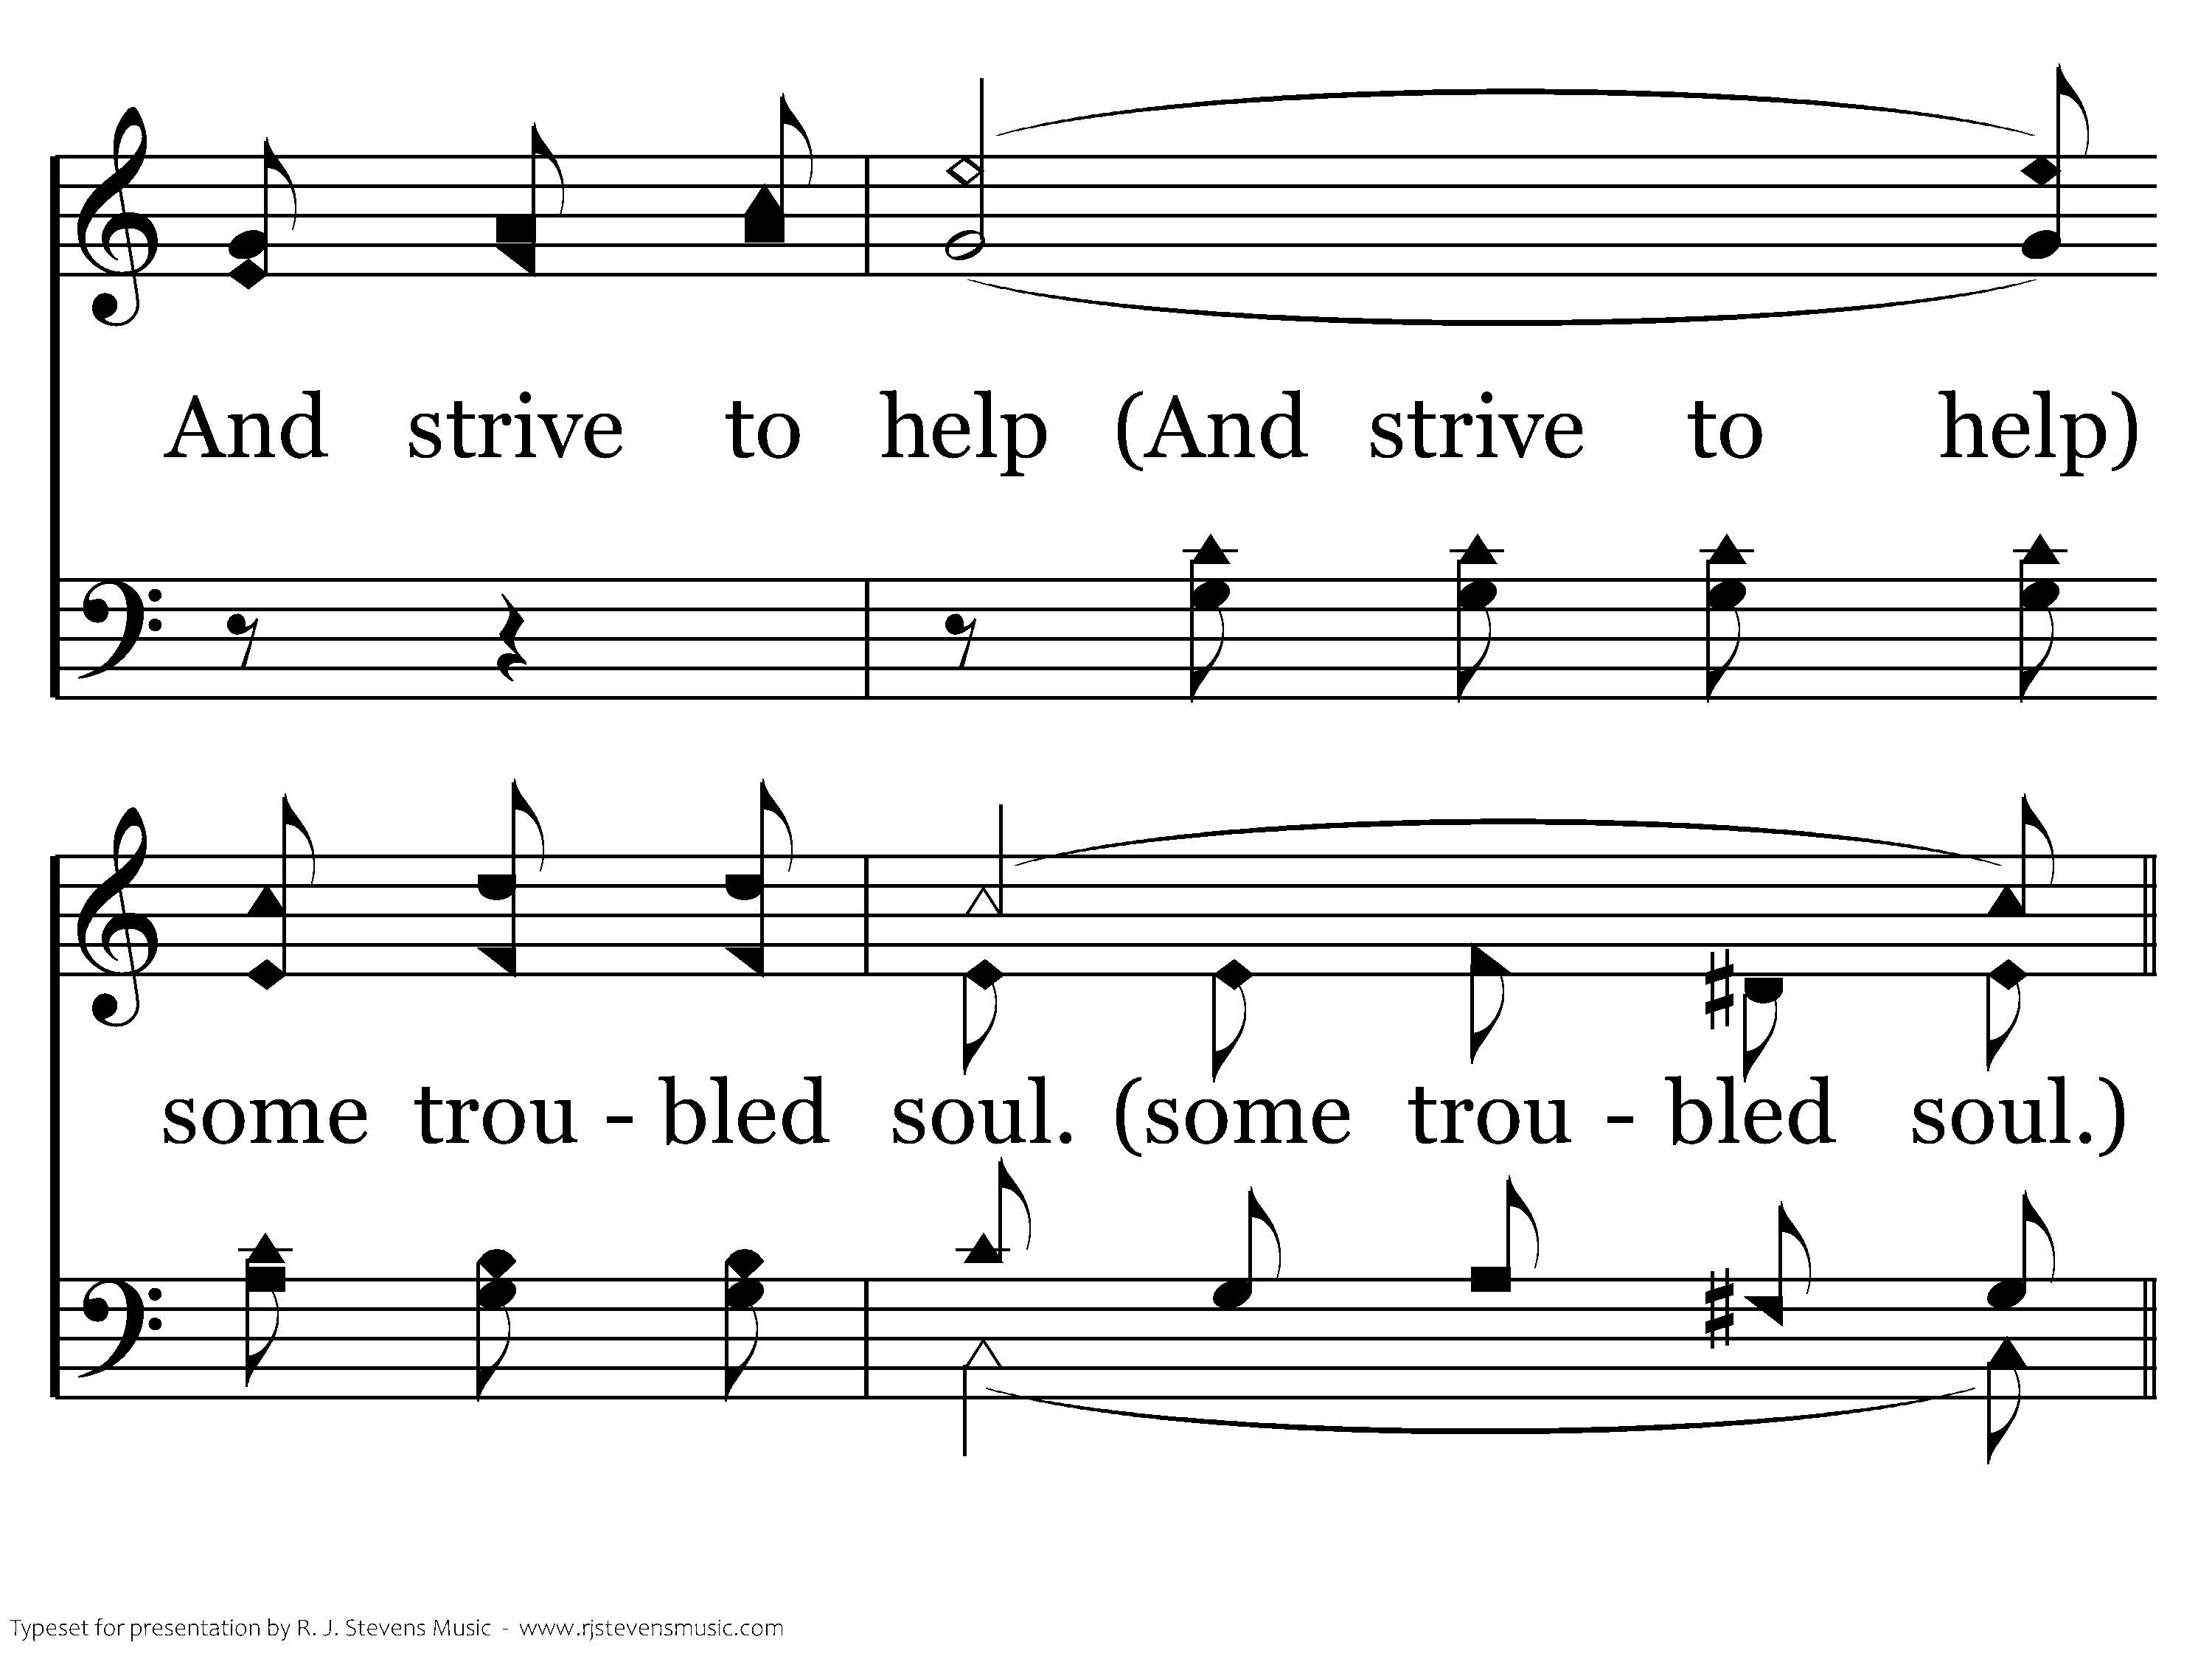 And strive to help (And strive to help)
some trou - bled soul. (some trou - bled soul.)
Typeset for presentation by R. J. Stevens Music - www.rjstevensmusic.com